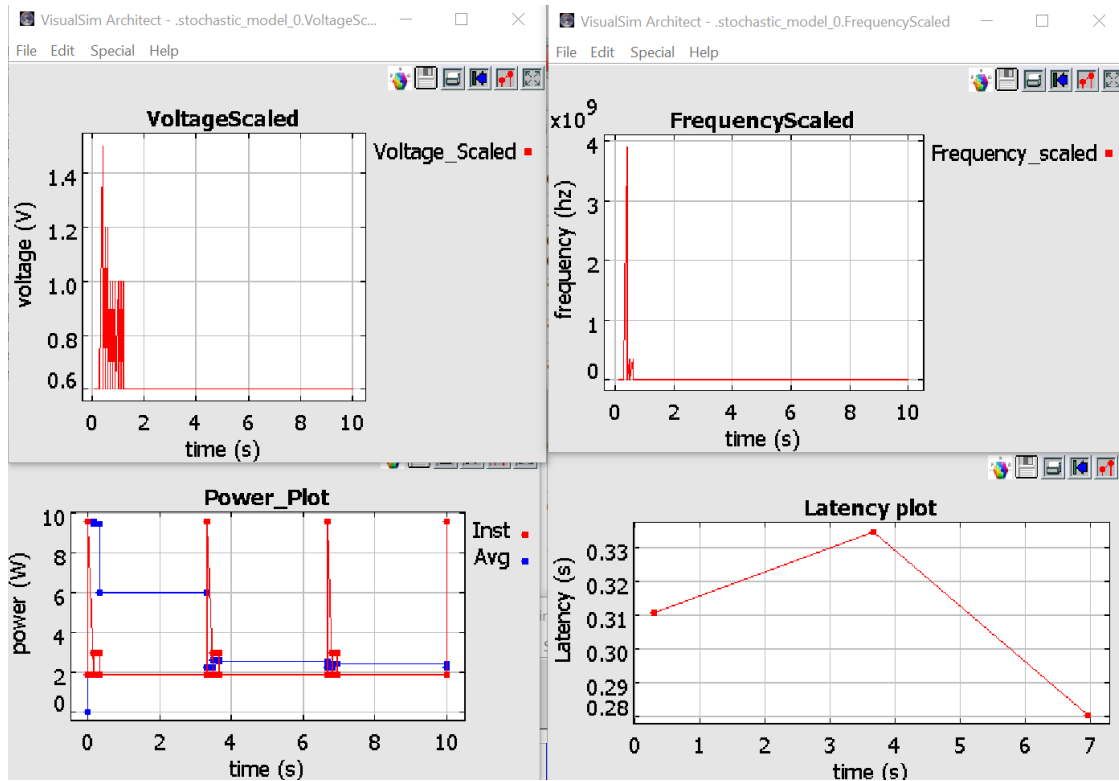 VisualSim Architect - .stochastic_model_0.VoltageSc...
File Edit Special Help
VoltageScaled
Voltage_Scaled
1.4
1.2
1.0
0.8
0.6
voltage (V)
0 2 4 6 8 10
time (s)
VisualSim Architect - .stochastic_model_0.FrequencyScaled
File Edit Special Help
x10^9
FrequencyScaled
Frequency_scaled
4
3
2
1
0
frequency (hz)
0 2 4 6 8 10
time (s)
Power_Plot
Inst
Avg
10
8
6
4
2
0
power (W)
0 2 4 6 8 10
time (s)
Latency plot
0.33
0.32
0.31
0.30
0.29
0.28
Latency (s)
0 1 2 3 4 5 6 7
time (s)